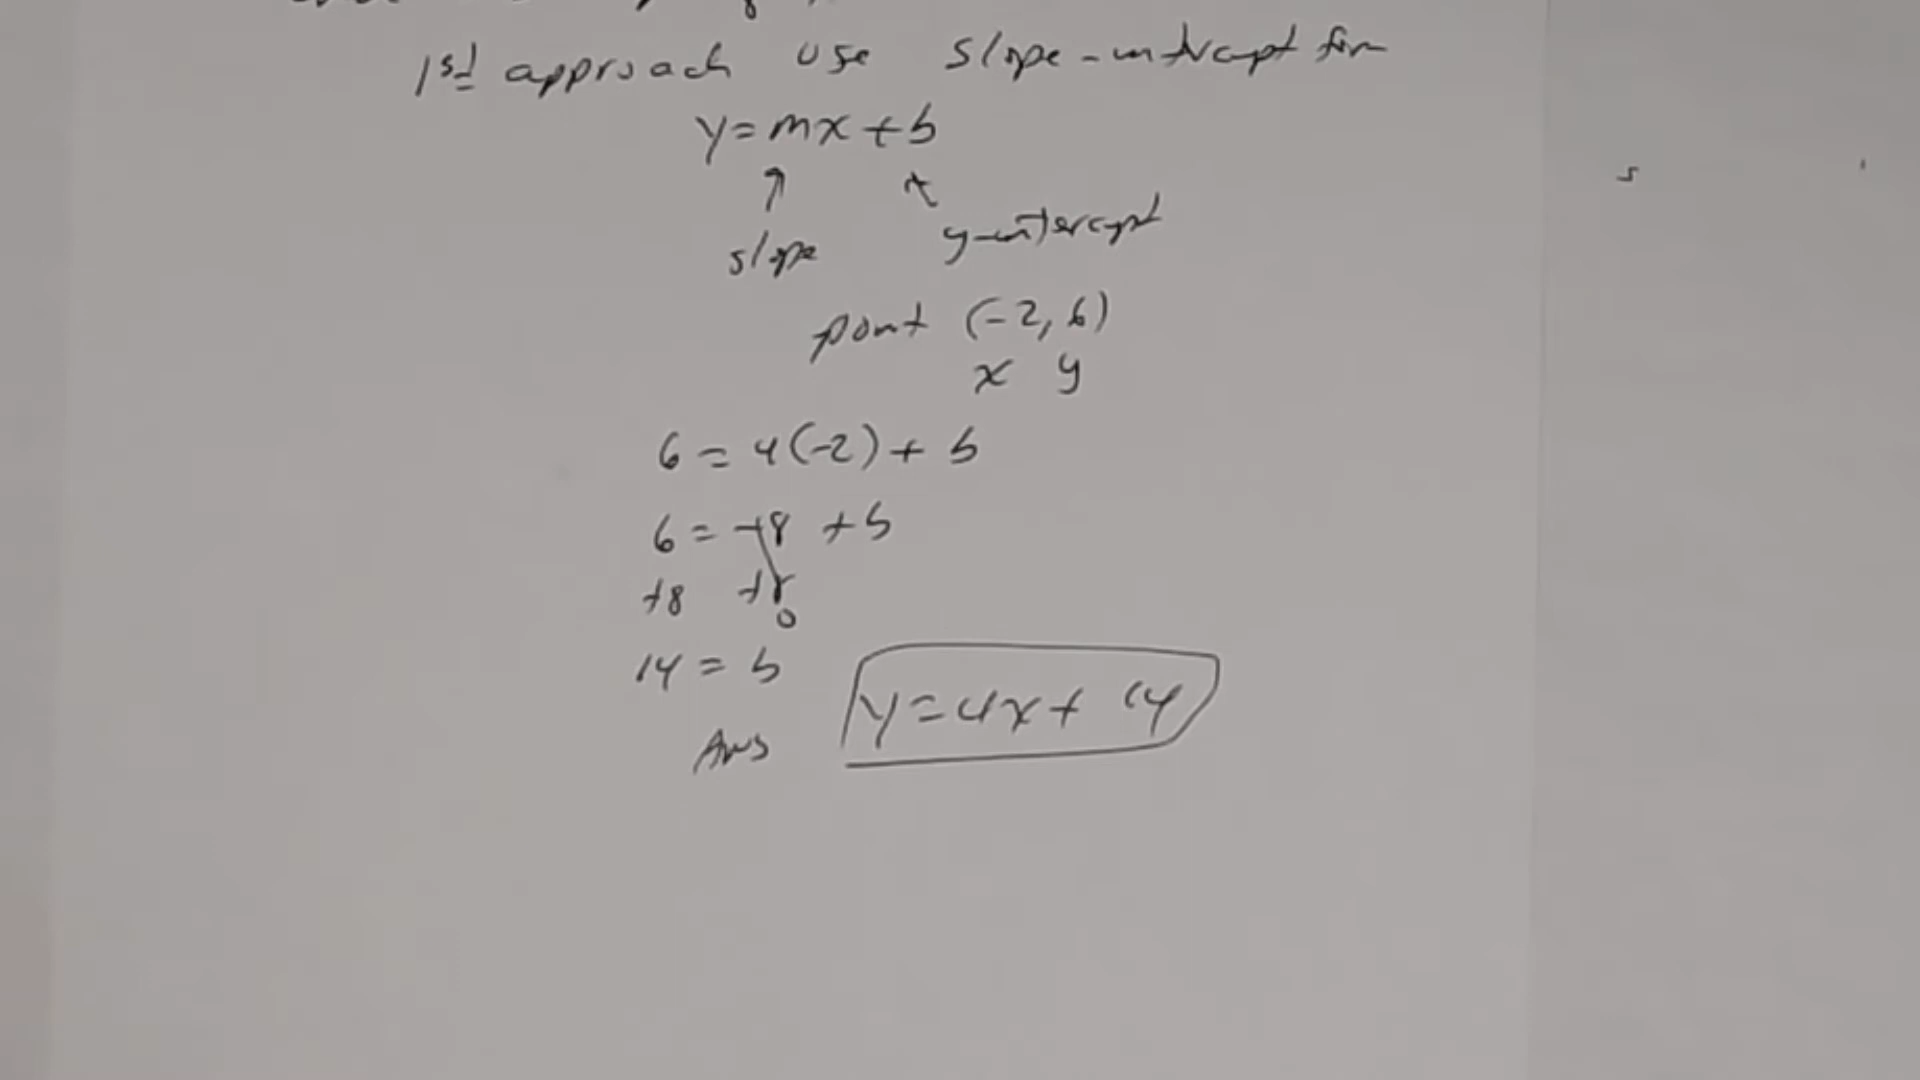 1st approach use slope-intrcept form
y=mx+b
↑ ↑
slope y-intercept
point (-2, 6)
x y
6 = 4(-2) + b
6 = -8 + b
+8 +8
0
14 = b
y=4x+ 14
Ans